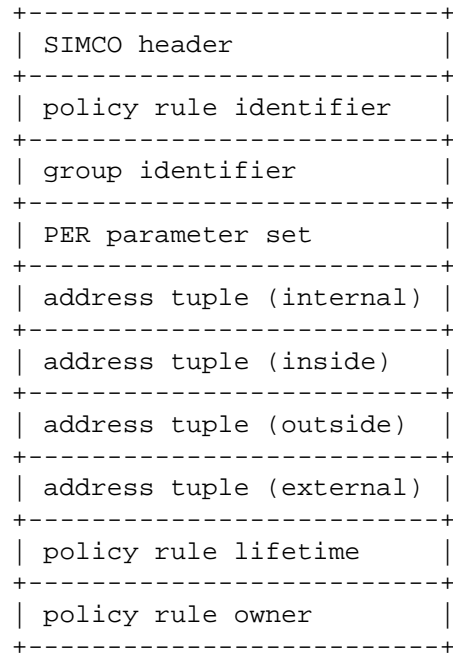 +--------------------------+
| SIMCO header             |
+--------------------------+
| policy rule identifier   |
+--------------------------+
| group identifier         |
+--------------------------+
| PER parameter set        |
+--------------------------+
| address tuple (internal) |
+--------------------------+
| address tuple (inside)   |
+--------------------------+
| address tuple (outside)  |
+--------------------------+
| address tuple (external) |
+--------------------------+
| policy rule lifetime     |
+--------------------------+
| policy rule owner        |
+--------------------------+